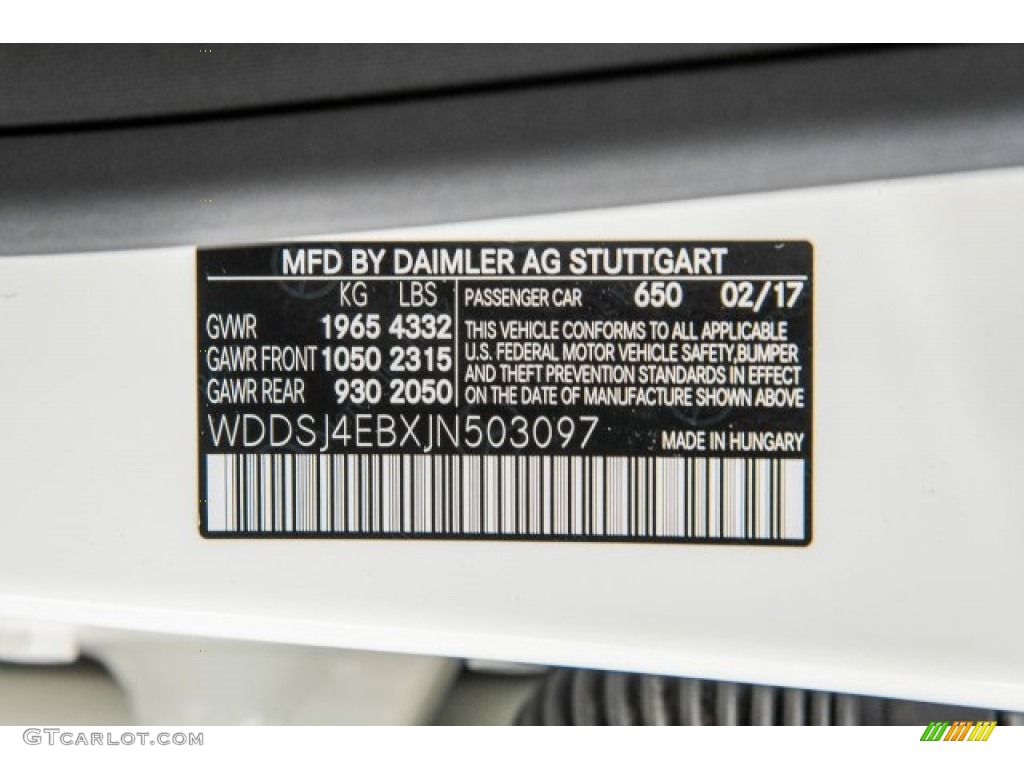 MFD BY DAIMLER AG STUTTGART
KG LBS
GVWR 1965 4332
GAWR FRONT 1050 2315
GAWR REAR 930 2050
PASSENGER CAR 650 02/17
THIS VEHICLE CONFORMS TO ALL APPLICABLE
U.S. FEDERAL MOTOR VEHICLE SAFETY,BUMPER
AND THEFT PREVENTION STANDARDS IN EFFECT
ON THE DATE OF MANUFACTURE SHOWN ABOVE
WDDSJ4EBXJN503097
MADE IN HUNGARY
GTCARLOT.COM